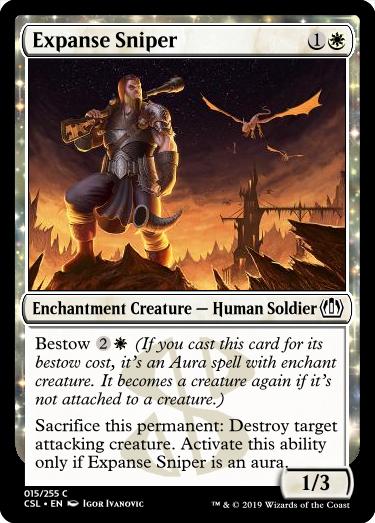 Expanse Sniper 1
Enchantment Creature — Human Soldier
Bestow 2 (If you cast this card for its
bestow cost, it's an Aura spell with enchant
creature. It becomes a creature again if it's
not attached to a creature.)
Sacrifice this permanent: Destroy target
attacking creature. Activate this ability
only if Expanse Sniper is an aura.
1/3
015/255 C
CSL • EN Igor Ivanovic
™ & © 2019 Wizards of the Coast